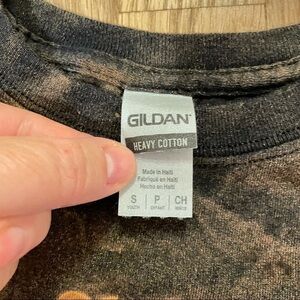 GILDAN
HEAVY COTTON
Made in Haiti
Fabriqué en Haïti
Hecho en Haití
S P CH
YOUTH ENFANT NIÑOS